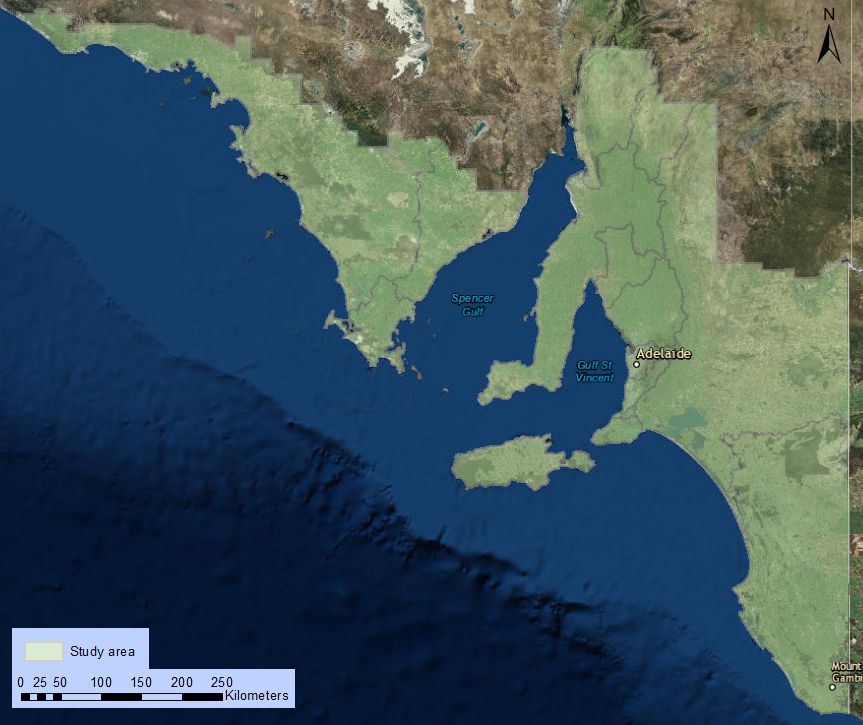 N
Spencer
Gulf
Adelaide
Gulf St
Vincent
Study area
0 25 50 100 150 200 250
Kilometers
Mount
Gambi